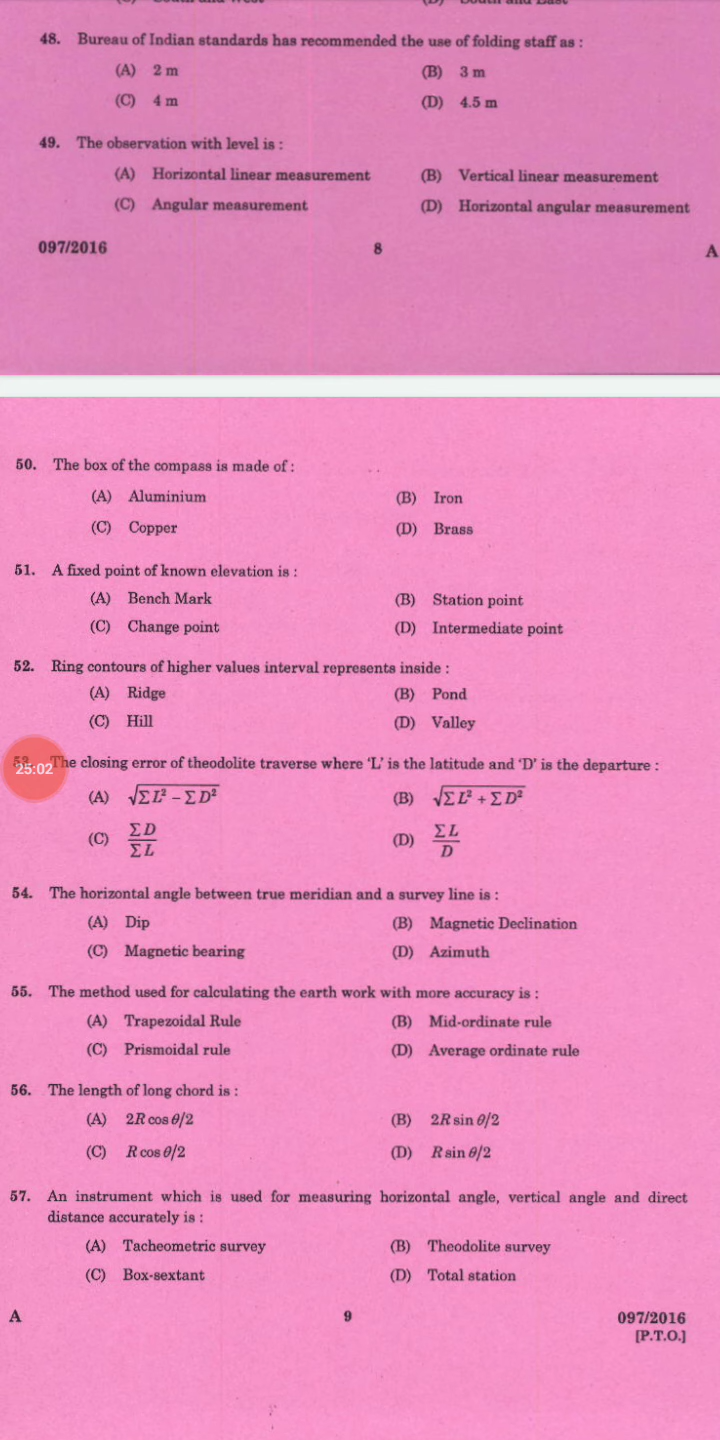 48. Bureau of Indian standards has recommended the use of folding staff as :
(A) 2 m (B) 3 m
(C) 4 m (D) 4.5 m
49. The observation with level is :
(A) Horizontal linear measurement (B) Vertical linear measurement
(C) Angular measurement (D) Horizontal angular measurement
097/2016 8 A
50. The box of the compass is made of :
(A) Aluminium (B) Iron
(C) Copper (D) Brass
51. A fixed point of known elevation is :
(A) Bench Mark (B) Station point
(C) Change point (D) Intermediate point
52. Ring contours of higher values interval represents inside :
(A) Ridge (B) Pond
(C) Hill (D) Valley
25:02
The closing error of theodolite traverse where ‘L’ is the latitude and ‘D’ is the departure :
(A) √ΣL² − ΣD² (B) √ΣL² + ΣD²
(C) ΣD/ΣL (D) ΣL/D
54. The horizontal angle between true meridian and a survey line is :
(A) Dip (B) Magnetic Declination
(C) Magnetic bearing (D) Azimuth
55. The method used for calculating the earth work with more accuracy is :
(A) Trapezoidal Rule (B) Mid-ordinate rule
(C) Prismoidal rule (D) Average ordinate rule
56. The length of long chord is :
(A) 2R cos θ/2 (B) 2R sin θ/2
(C) R cos θ/2 (D) R sin θ/2
57. An instrument which is used for measuring horizontal angle, vertical angle and direct
distance accurately is :
(A) Tacheometric survey (B) Theodolite survey
(C) Box-sextant (D) Total station
A 9 097/2016
[P.T.O.]